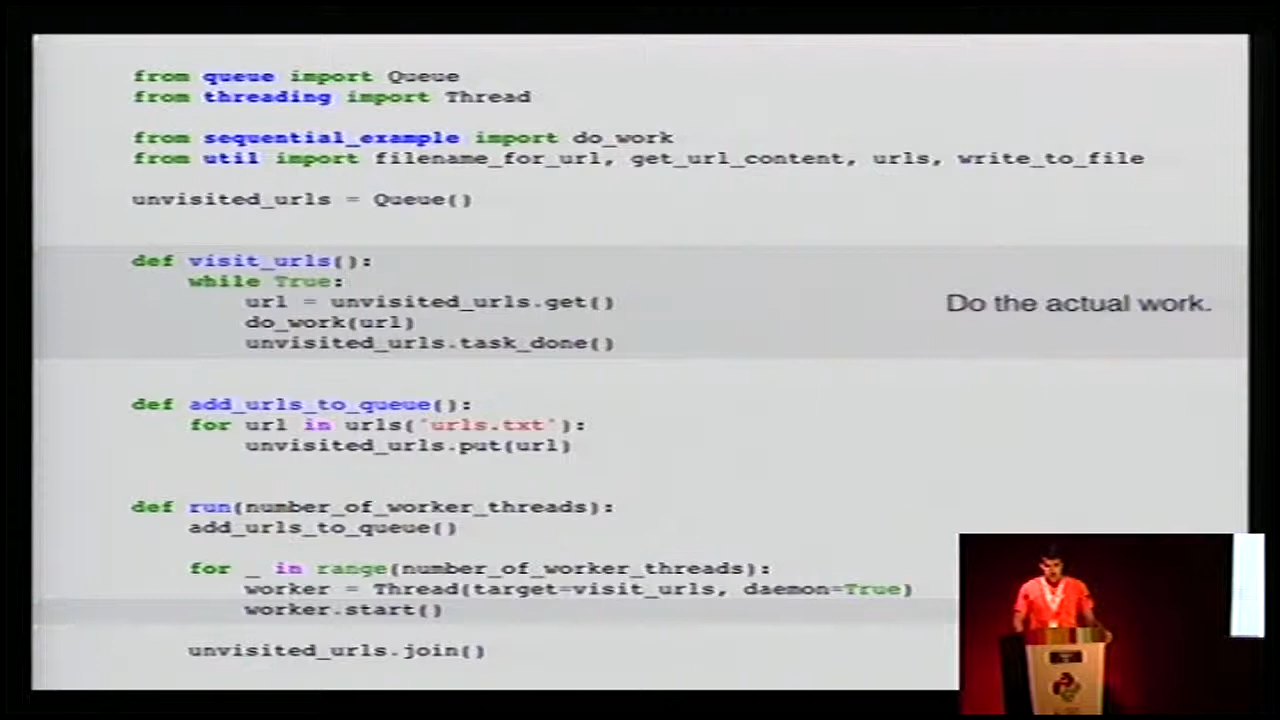 from queue import Queue
from threading import Thread
from sequential_example import do_work
from util import filename_for_url, get_url_content, urls, write_to_file
unvisited_urls = Queue()
def visit_urls():
    while True:
        url = unvisited_urls.get()
        do_work(url)
        unvisited_urls.task_done()
Do the actual work.
def add_urls_to_queue():
    for url in urls('urls.txt'):
        unvisited_urls.put(url)
def run(number_of_worker_threads):
    add_urls_to_queue()
    for _ in range(number_of_worker_threads):
        worker = Thread(target=visit_urls, daemon=True)
        worker.start()
    unvisited_urls.join()